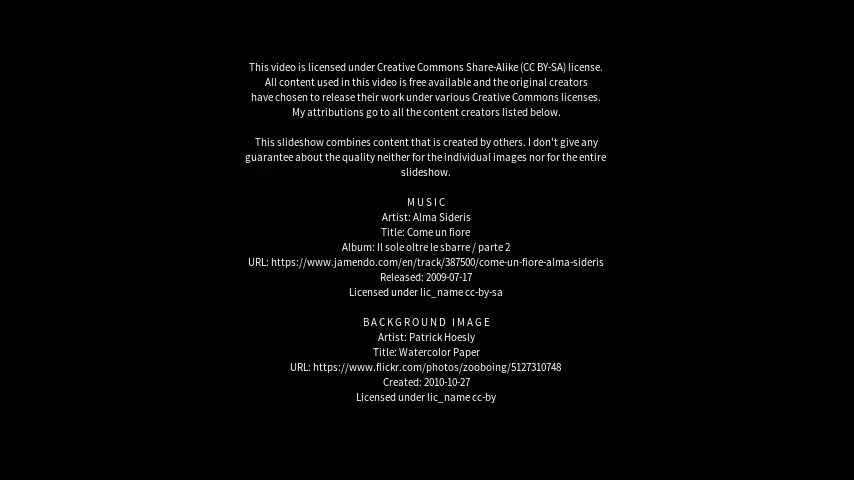 This video is licensed under Creative Commons Share-Alike (CC BY-SA) license.
All content used in this video is free available and the original creators
have chosen to release their work under various Creative Commons licenses.
My attributions go to all the content creators listed below.
This slideshow combines content that is created by others. I don't give any
guarantee about the quality neither for the individual images nor for the entire
slideshow.
MUSIC
Artist: Alma Sideris
Title: Come un fiore
Album: Il sole oltre le sbarre / parte 2
URL: https://www.jamendo.com/en/track/387500/come-un-fiore-alma-sideris
Released: 2009-07-17
Licensed under lic_name cc-by-sa
BACKGROUND IMAGE
Artist: Patrick Hoesly
Title: Watercolor Paper
URL: https://www.flickr.com/photos/zooboing/5127310748
Created: 2010-10-27
Licensed under lic_name cc-by